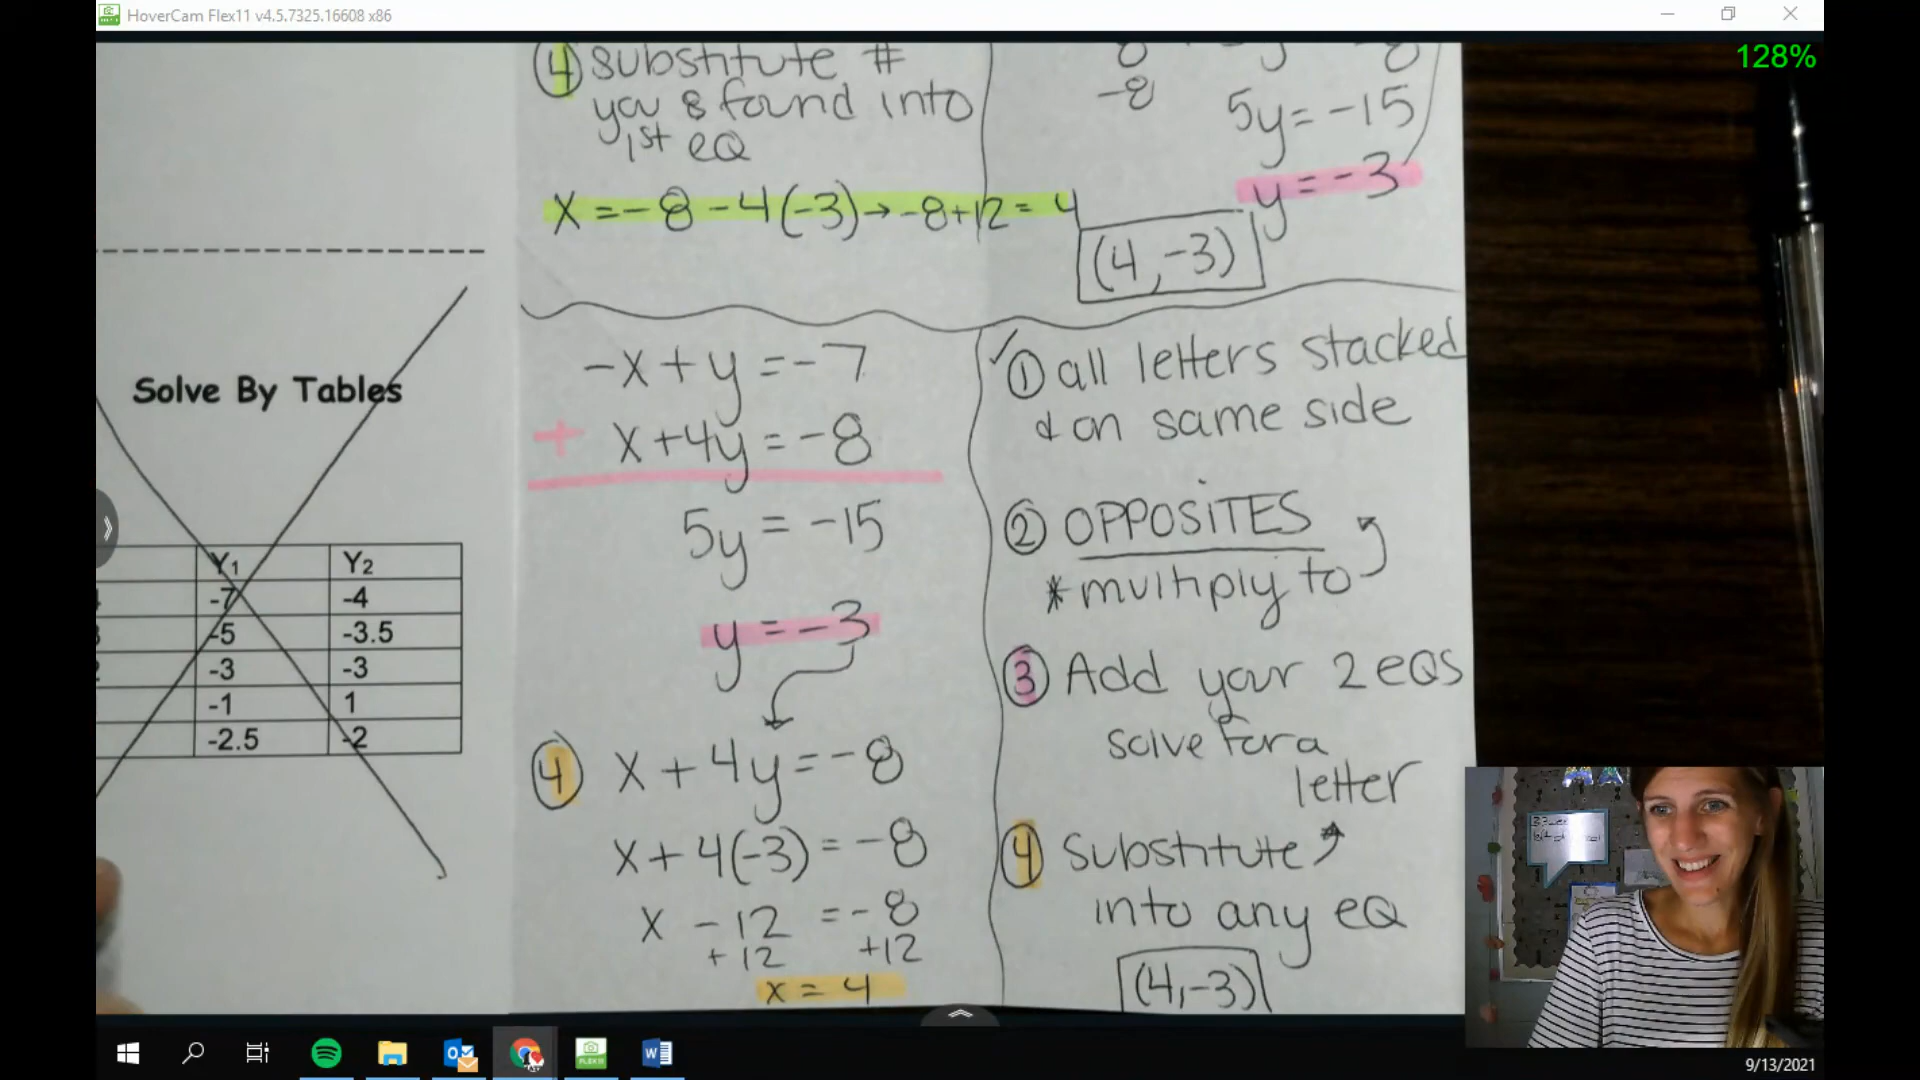 HoverCam Flex11 v4.5.7325.16608 x86
128%
④ substitute #
you 8 found into
1st eQ
x = -8 - 4(-3) → -8+12 = 4
-8
5y = -15
y = -3
(4, -3)
Solve By Tables
Y₁ Y₂
-7 -4
-5 -3.5
-3 -3
-1 1
-2.5 -2
-x + y = -7
+ x + 4y = -8
5y = -15
y = -3
④ x + 4y = -8
x + 4(-3) = -8
x - 12 = -8
+12 +12
x = 4
✓① all letters stacked
& on same side
② OPPOSiTES
*multiply to
③ Add your 2 eQs
solve for a
letter
④ Substitute
into any eQ
(4,-3)
9/13/2021